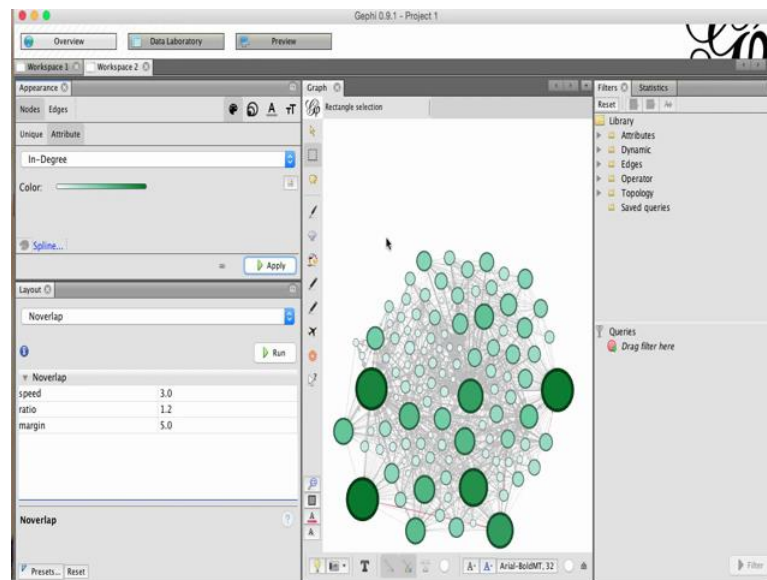 Gephi 0.9.1 - Project 1
Overview
Data Laboratory
Preview
Workspace 1
Workspace 2
Appearance
Nodes Edges
Unique Attribute
In-Degree
Color:
Spline...
Apply
Layout
Noverlap
Run
Noverlap
speed 3.0
ratio 1.2
margin 5.0
Noverlap
Presets... Reset
Graph
Rectangle selection
T
A- A- Arial-BoldMT, 32
Filters Statistics
Reset
Library
Attributes
Dynamic
Edges
Operator
Topology
Saved queries
Queries
Drag filter here
Filter